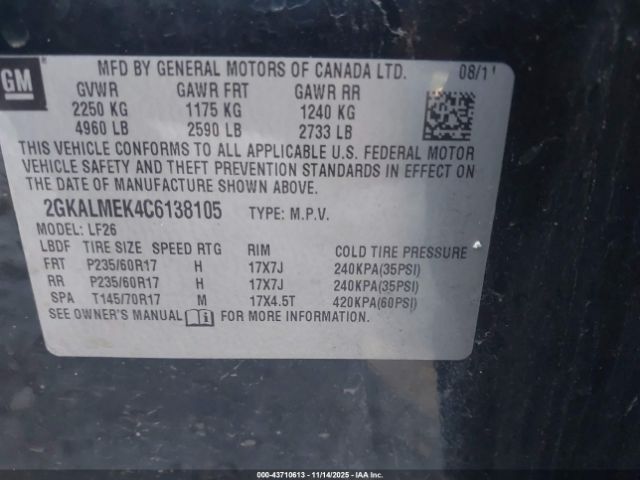 GM
MFD BY GENERAL MOTORS OF CANADA LTD. 08/11
GVWR GAWR FRT GAWR RR
2250 KG 1175 KG 1240 KG
4960 LB 2590 LB 2733 LB
THIS VEHICLE CONFORMS TO ALL APPLICABLE U.S. FEDERAL MOTOR
VEHICLE SAFETY AND THEFT PREVENTION STANDARDS IN EFFECT ON
THE DATE OF MANUFACTURE SHOWN ABOVE.
2GKALMEK4C6138105 TYPE: M.P.V.
MODEL: LF26
LBDF TIRE SIZE SPEED RTG RIM COLD TIRE PRESSURE
FRT P235/60R17 H 17X7J 240KPA(35PSI)
RR P235/60R17 H 17X7J 240KPA(35PSI)
SPA T145/70R17 M 17X4.5T 420KPA(60PSI)
SEE OWNER'S MANUAL i FOR MORE INFORMATION.
000-43710613 - 11/14/2025 - IAAI.COM